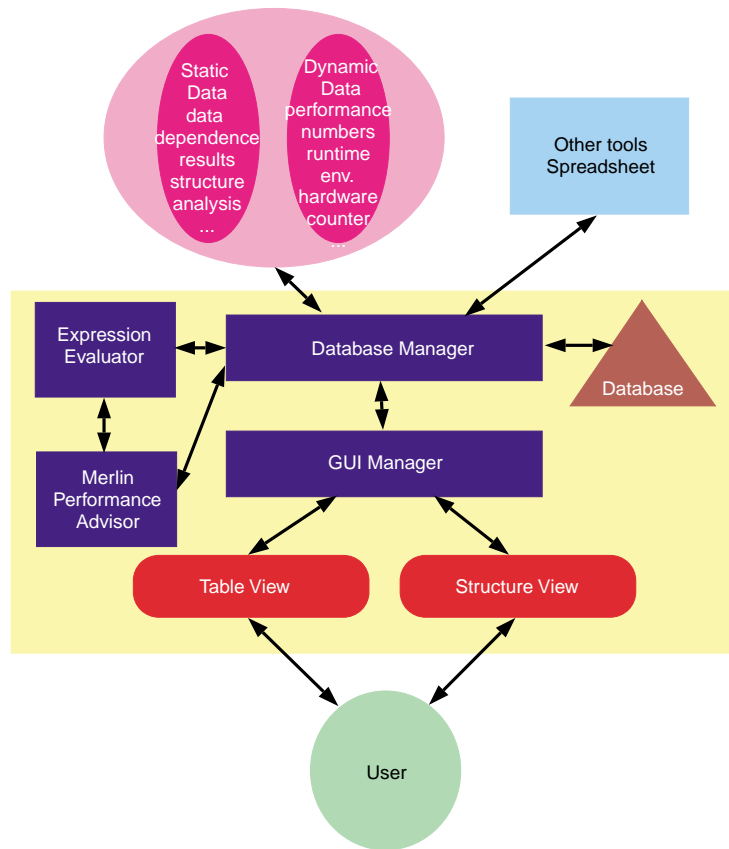 Static
Data
data
dependence
results
structure
analysis
...
Dynamic
Data
performance
numbers
runtime
env.
hardware
counter
...
Other tools
Spreadsheet
Expression
Evaluator
Database Manager
Database
Merlin
Performance
Advisor
GUI Manager
Table View
Structure View
User